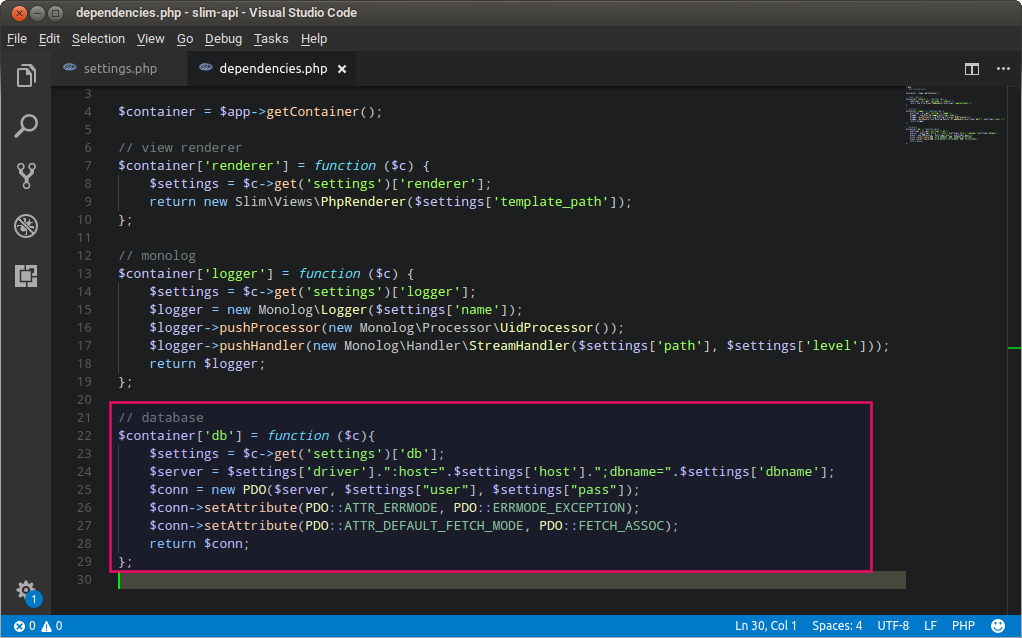 dependencies.php - slim-api - Visual Studio Code
File Edit Selection View Go Debug Tasks Help
settings.php dependencies.php
3
4 $container = $app->getContainer();
5
6 // view renderer
7 $container['renderer'] = function ($c) {
8 $settings = $c->get('settings')['renderer'];
9 return new Slim\Views\PhpRenderer($settings['template_path']);
10 };
11
12 // monolog
13 $container['logger'] = function ($c) {
14 $settings = $c->get('settings')['logger'];
15 $logger = new Monolog\Logger($settings['name']);
16 $logger->pushProcessor(new Monolog\Processor\UidProcessor());
17 $logger->pushHandler(new Monolog\Handler\StreamHandler($settings['path'], $settings['level']));
18 return $logger;
19 };
20
21 // database
22 $container['db'] = function ($c){
23 $settings = $c->get('settings')['db'];
24 $server = $settings['driver'].":host=".$settings['host'].";dbname=".$settings['dbname'];
25 $conn = new PDO($server, $settings["user"], $settings["pass"]);
26 $conn->setAttribute(PDO::ATTR_ERRMODE, PDO::ERRMODE_EXCEPTION);
27 $conn->setAttribute(PDO::ATTR_DEFAULT_FETCH_MODE, PDO::FETCH_ASSOC);
28 return $conn;
29 };
30
1
0 0 Ln 30, Col 1 Spaces: 4 UTF-8 LF PHP